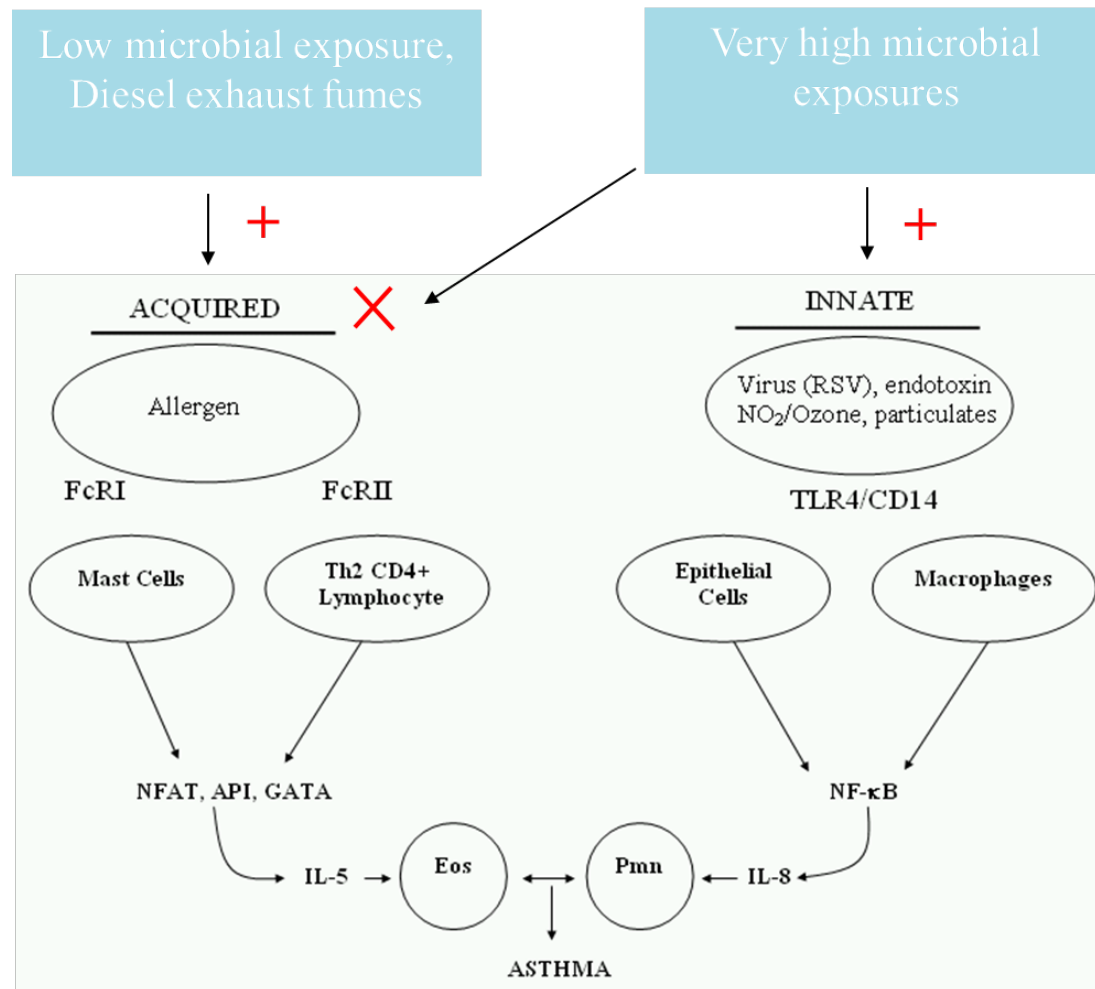 Low microbial exposure,
Diesel exhaust fumes
Very high microbial
exposures
+
+
ACQUIRED
INNATE
Allergen
Virus (RSV), endotoxin
NO₂/Ozone, particulates
FcRI
FcRII
TLR4/CD14
Mast Cells
Th2 CD4+
Lymphocyte
Epithelial
Cells
Macrophages
NFAT, API, GATA
NF-κB
IL-5
Eos
Pmn
IL-8
ASTHMA